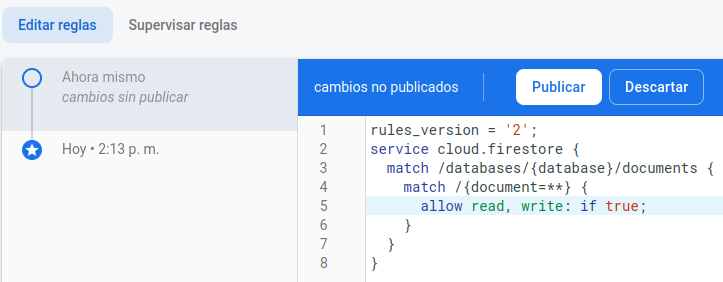 Editar reglas Supervisar reglas
Ahora mismo
cambios sin publicar
Hoy • 2:13 p. m.
cambios no publicados Publicar Descartar
1 rules_version = '2';
2 service cloud.firestore {
3   match /databases/{database}/documents {
4     match /{document=**} {
5       allow read, write: if true;
6     }
7   }
8 }